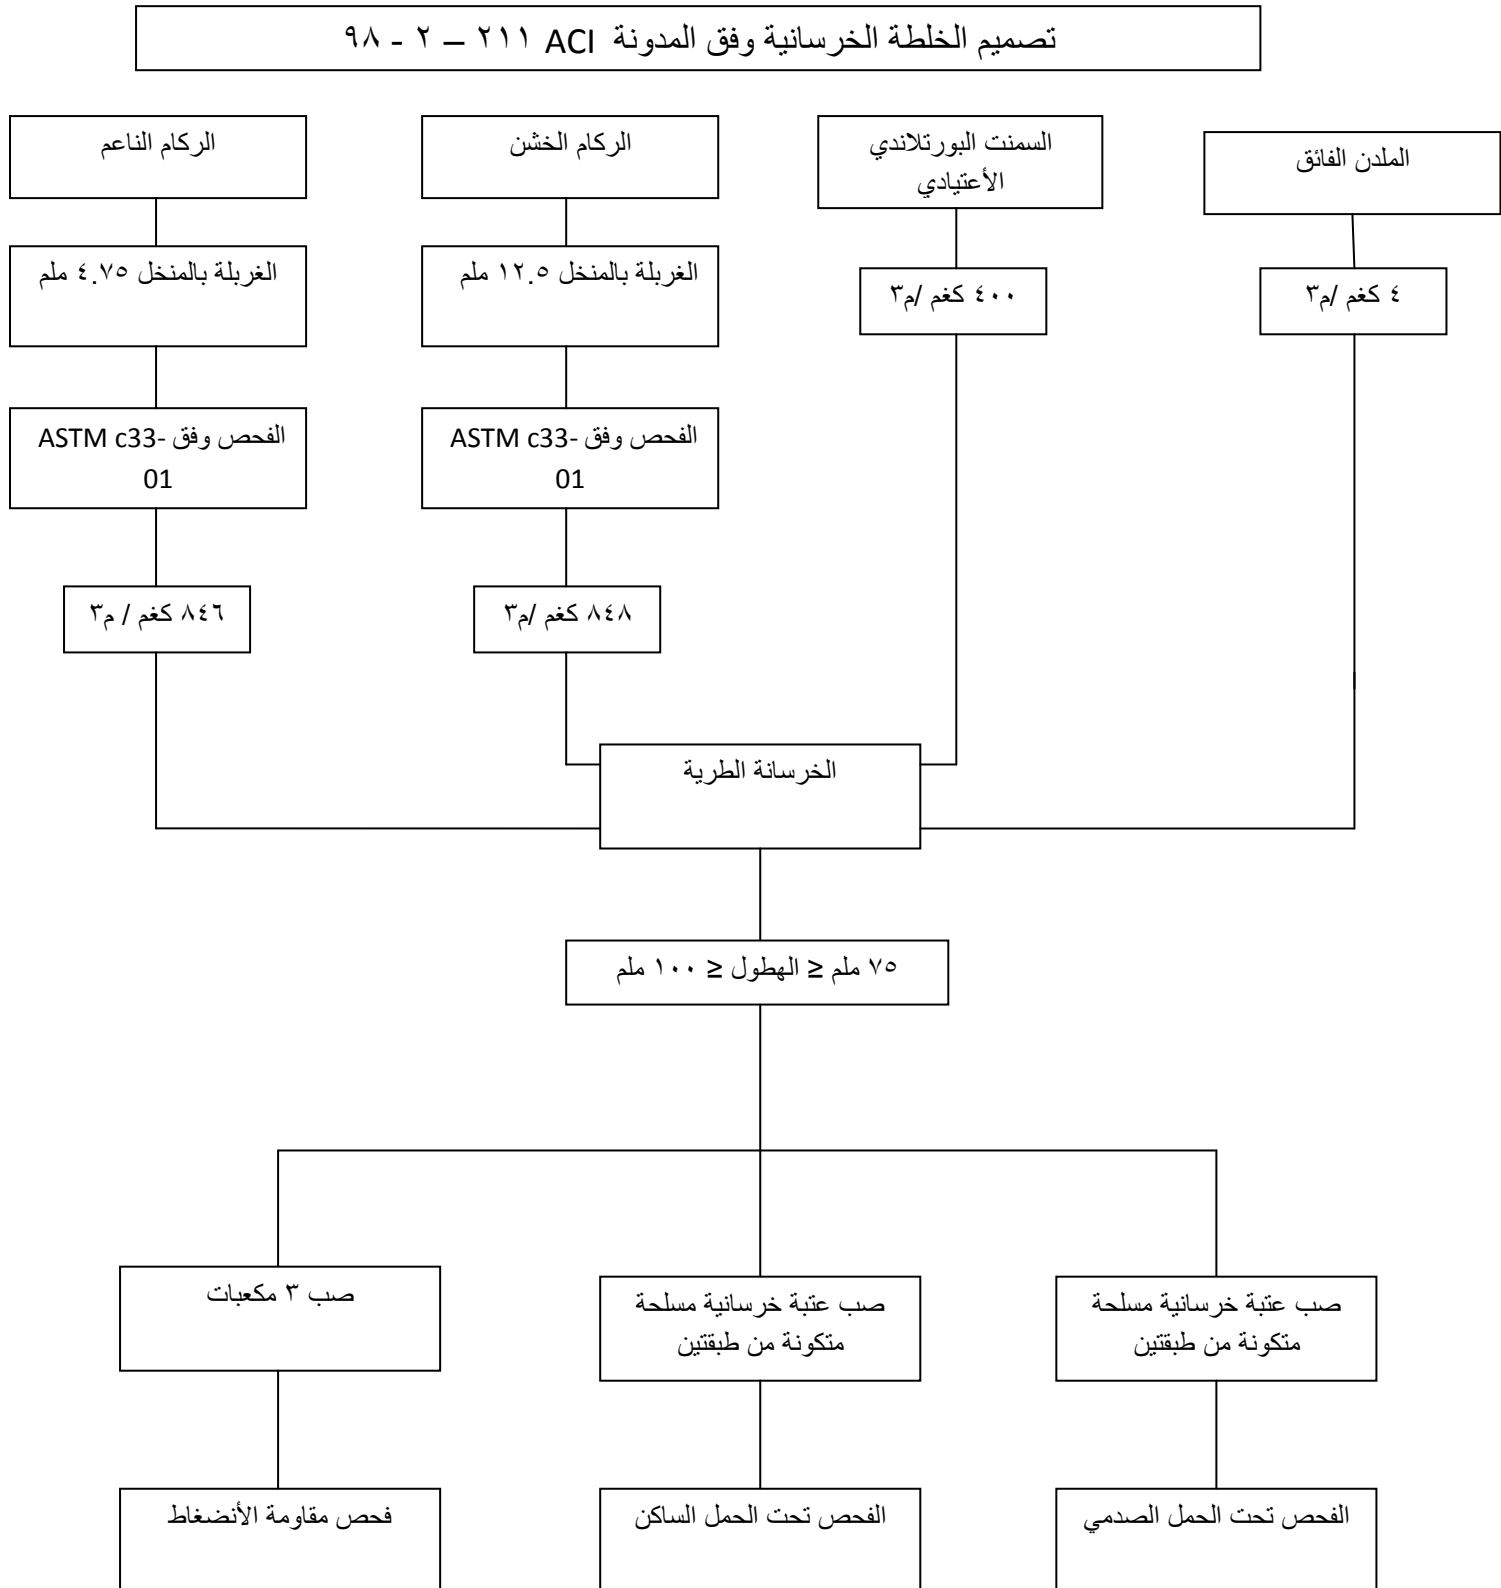 تصميم الخلطة الخرسانية وفق المدونة ACI ٢١١ – ٢ - ٩٨
الملدن الفائق
السمنت البورتلاندي
الأعتيادي
الركام الخشن
الركام الناعم
٤ كغم /م٣
٤٠٠ كغم /م٣
الغربلة بالمنخل ١٢.٥ ملم
الغربلة بالمنخل ٤.٧٥ ملم
الفحص وفق ASTM c33-
01
الفحص وفق ASTM c33-
01
٨٤٨ كغم /م٣
٨٤٦ كغم / م٣
الخرسانة الطرية
٧٥ ملم ≤ الهطول ≤ ١٠٠ ملم
صب عتبة خرسانية مسلحة
متكونة من طبقتين
صب عتبة خرسانية مسلحة
متكونة من طبقتين
صب ٣ مكعبات
الفحص تحت الحمل الصدمي
الفحص تحت الحمل الساكن
فحص مقاومة الأنضغاط